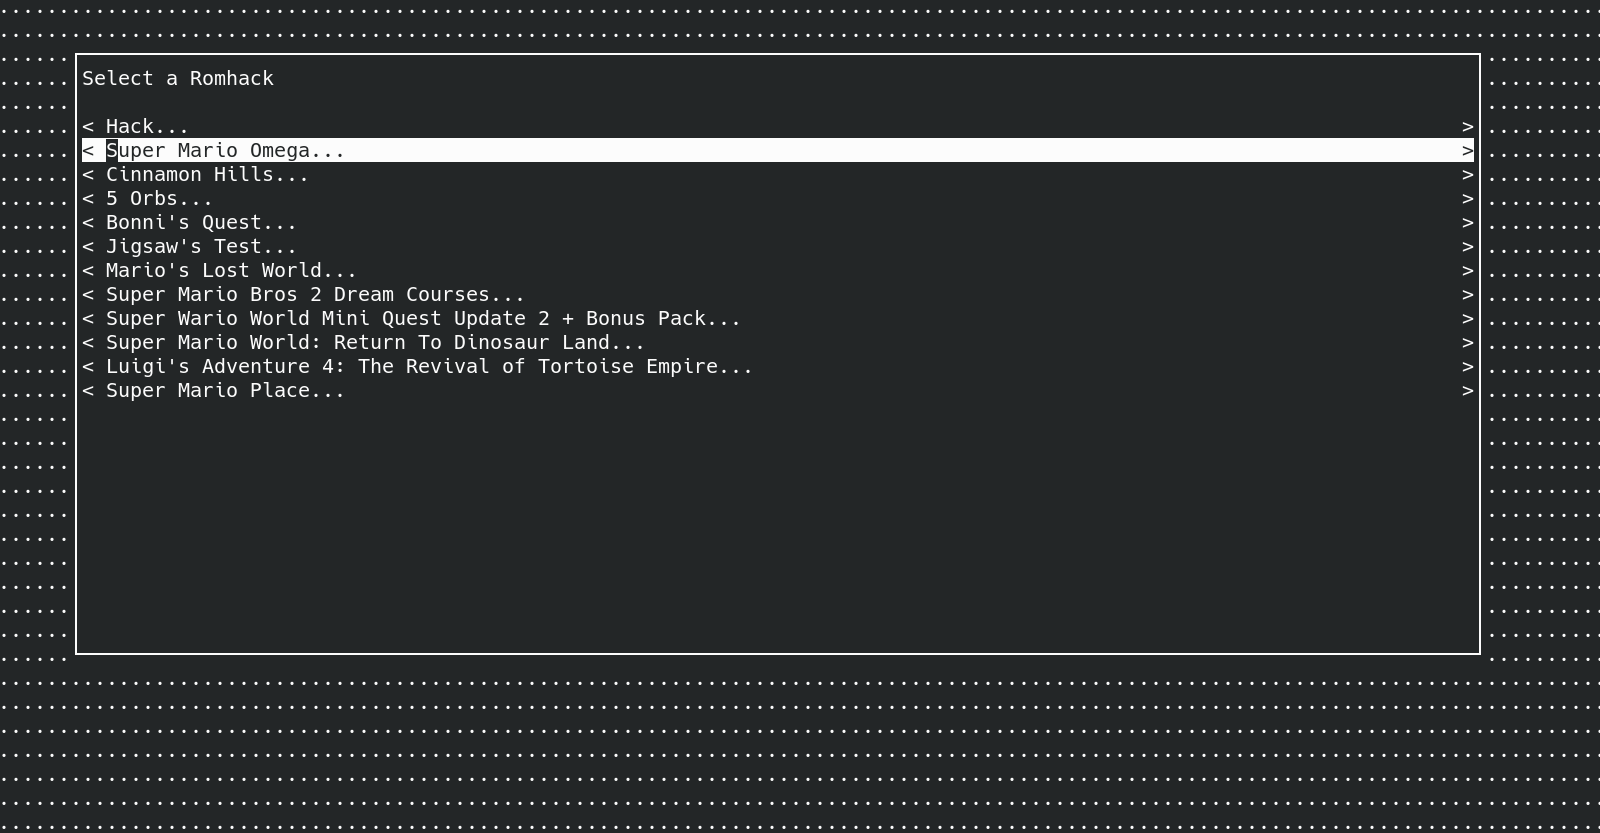 Select a Romhack
< Hack... >
< Super Mario Omega... >
< Cinnamon Hills... >
< 5 Orbs... >
< Bonni's Quest... >
< Jigsaw's Test... >
< Mario's Lost World... >
< Super Mario Bros 2 Dream Courses... >
< Super Wario World Mini Quest Update 2 + Bonus Pack... >
< Super Mario World: Return To Dinosaur Land... >
< Luigi's Adventure 4: The Revival of Tortoise Empire... >
< Super Mario Place... >